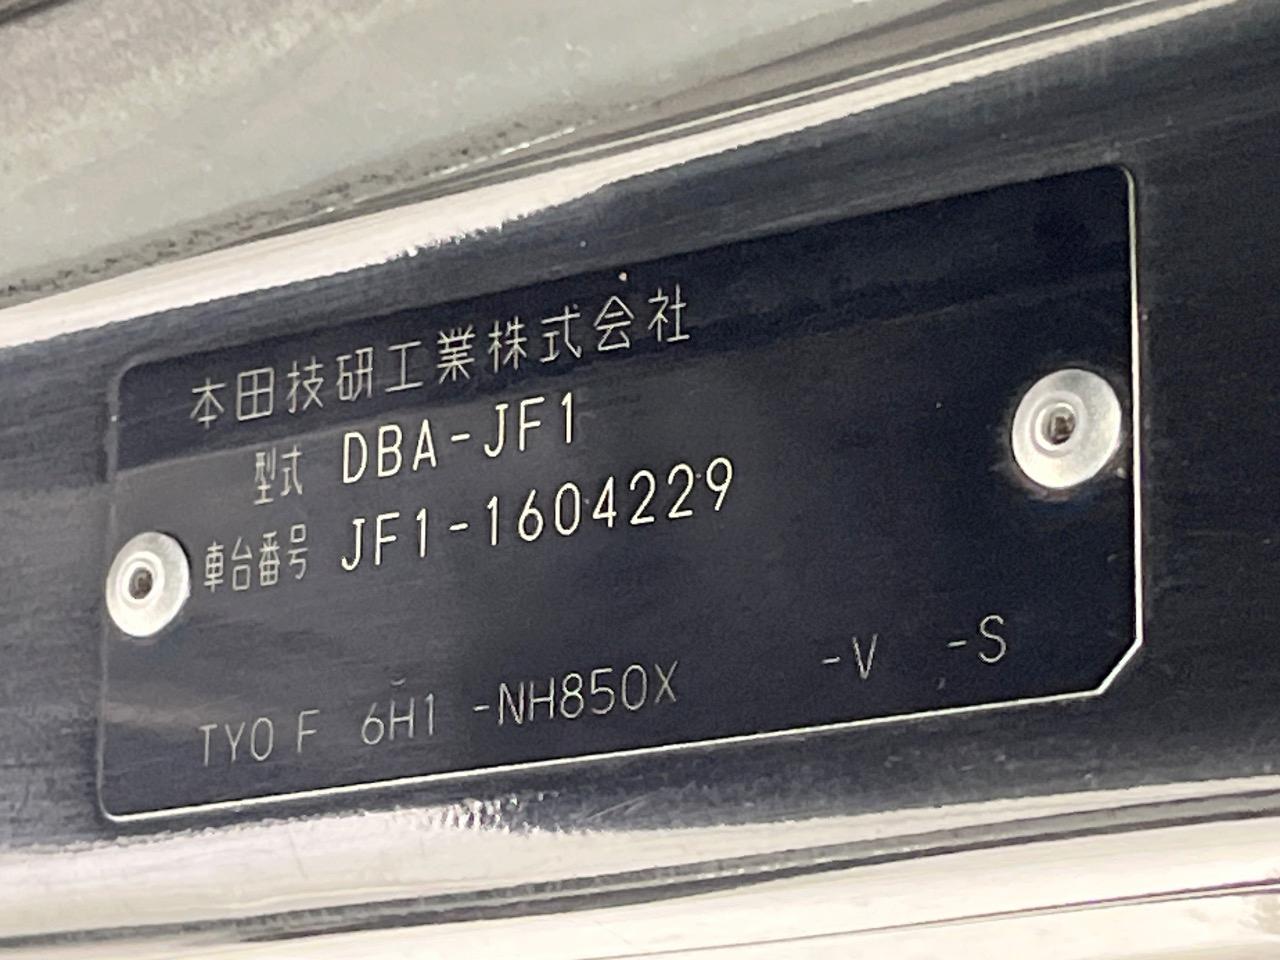 本田技研工業株式会社
型式 DBA-JF1
車台番号 JF1-1604229
TYO F 6H1 -NH850X -V -S